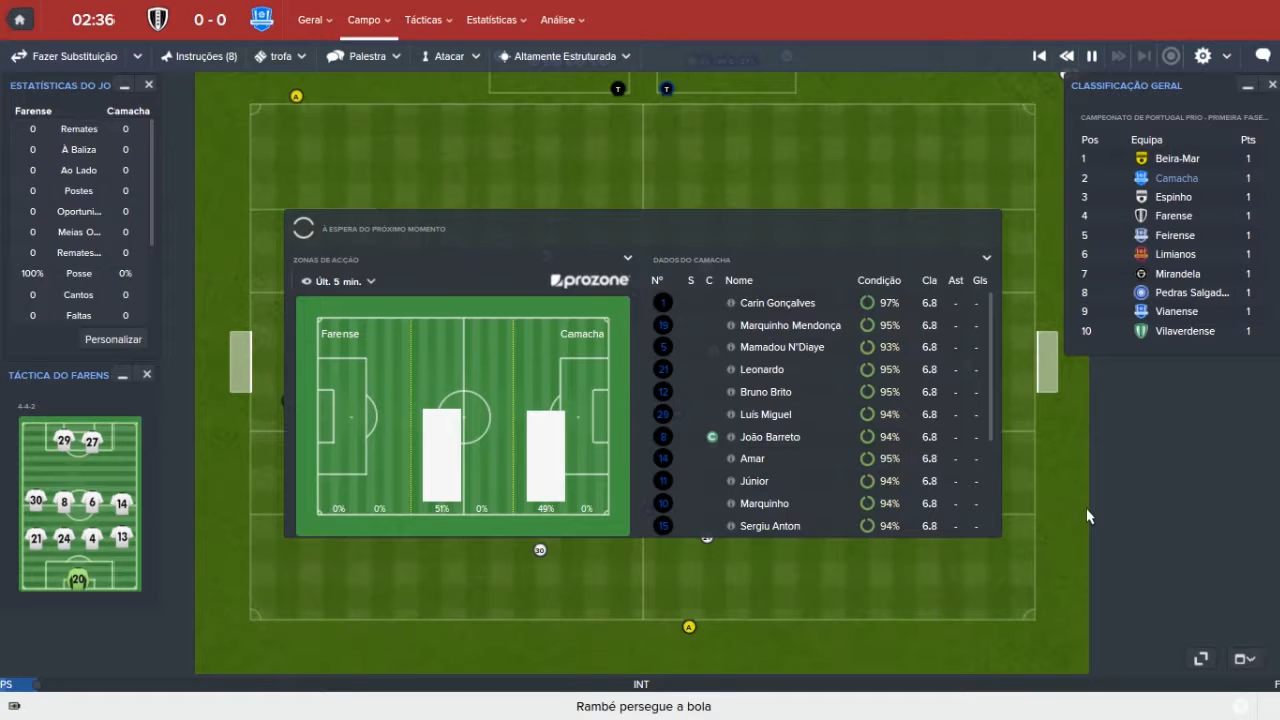 02:36 0 - 0 Geral Campo Tácticas Estatísticas Análise
Fazer Substituição Instruções (8) trofa Palestra Atacar Altamente Estruturada
ESTATÍSTICAS DO JO
Farense Camacha
0 Remates 0
0 À Baliza 0
0 Ao Lado 0
0 Postes 0
0 Oportuni... 0
0 Meias O... 0
0 Remates... 0
100% Posse 0%
0 Cantos 0
0 Faltas 0
Personalizar
TÁCTICA DO FARENS
4-4-2
29 27
30 8 6 14
21 24 4 13
20
A
T T
À ESPERA DO PRÓXIMO MOMENTO
ZONAS DE ACÇÃO
Últ. 5 min. prozone
Farense Camacha
0% 0% 51% 0% 49% 0%
DADOS DO CAMACHA
Nº S C Nome Condição Cla Ast Gls
1 Carin Gonçalves 97% 6.8 - -
19 Marquinho Mendonça 95% 6.8 - -
5 Mamadou N'Diaye 93% 6.8 - -
21 Leonardo 95% 6.8 - -
12 Bruno Brito 95% 6.8 - -
29 Luís Miguel 94% 6.8 - -
8 C João Barreto 94% 6.8 - -
14 Amar 95% 6.8 - -
11 Júnior 94% 6.8 - -
10 Marquinho 94% 6.8 - -
15 Sergiu Anton 94% 6.8 - -
30
A
CLASSIFICAÇÃO GERAL
CAMPEONATO DE PORTUGAL PRIO - PRIMEIRA FASE...
Pos Equipa Pts
1 Beira-Mar 1
2 Camacha 1
3 Espinho 1
4 Farense 1
5 Feirense 1
6 Limianos 1
7 Mirandela 1
8 Pedras Salgad... 1
9 Vianense 1
10 Vilaverdense 1
PS INT F
Rambé persegue a bola